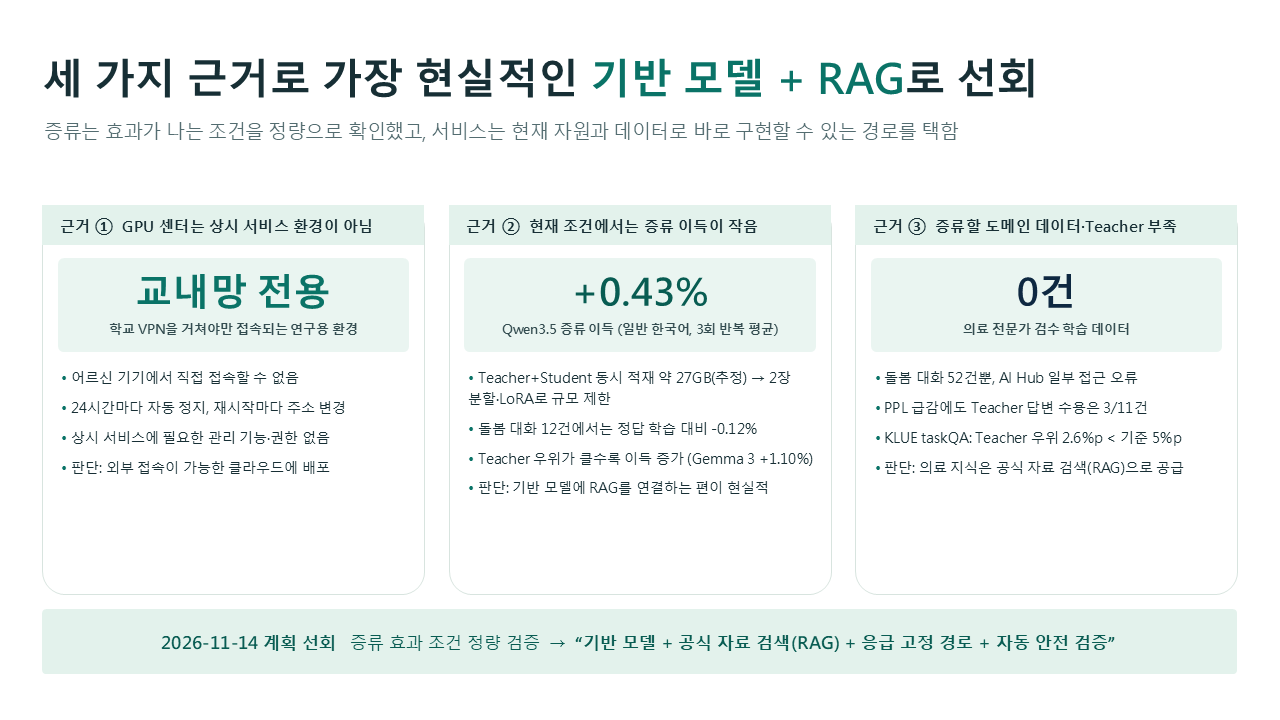 세 가지 근거로 가장 현실적인 기반 모델 + RAG로 선회
증류는 효과가 나는 조건을 정량으로 확인했고, 서비스는 현재 자원과 데이터로 바로 구현할 수 있는 경로를 택함
근거 ① GPU 센터는 상시 서비스 환경이 아님
교내망 전용
학교 VPN을 거쳐야만 접속되는 연구용 환경
• 어르신 기기에서 직접 접속할 수 없음
• 24시간마다 자동 정지, 재시작마다 주소 변경
• 상시 서비스에 필요한 관리 기능·권한 없음
• 판단: 외부 접속이 가능한 클라우드에 배포
근거 ② 현재 조건에서는 증류 이득이 작음
+0.43%
Qwen3.5 증류 이득 (일반 한국어, 3회 반복 평균)
• Teacher+Student 동시 적재 약 27GB(추정) → 2장
분할·LoRA로 규모 제한
• 돌봄 대화 12건에서는 정답 학습 대비 -0.12%
• Teacher 우위가 클수록 이득 증가 (Gemma 3 +1.10%)
• 판단: 기반 모델에 RAG를 연결하는 편이 현실적
근거 ③ 증류할 도메인 데이터·Teacher 부족
0건
의료 전문가 검수 학습 데이터
• 돌봄 대화 52건뿐, AI Hub 일부 접근 오류
• PPL 급감에도 Teacher 답변 수용은 3/11건
• KLUE taskQA: Teacher 우위 2.6%p < 기준 5%p
• 판단: 의료 지식은 공식 자료 검색(RAG)으로 공급
2026-11-14 계획 선회 증류 효과 조건 정량 검증 → “기반 모델 + 공식 자료 검색(RAG) + 응급 고정 경로 + 자동 안전 검증”